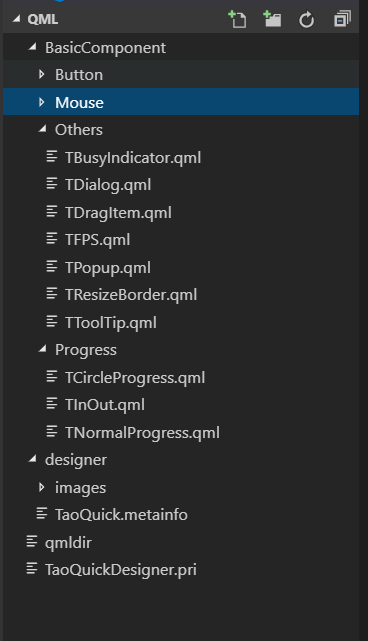 QML
BasicComponent
Button
Mouse
Others
TBusyIndicator.qml
TDialog.qml
TDragItem.qml
TFPS.qml
TPopup.qml
TResizeBorder.qml
TToolTip.qml
Progress
TCircleProgress.qml
TInOut.qml
TNormalProgress.qml
designer
images
TaoQuick.metainfo
qmldir
TaoQuickDesigner.pri